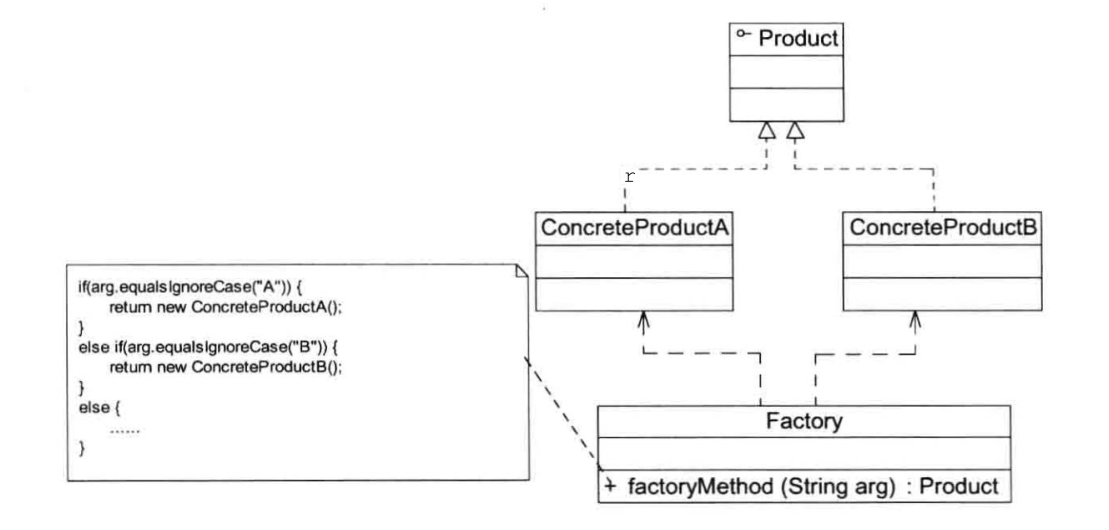 Product
r
ConcreteProductA
ConcreteProductB
if(arg.equalsIgnoreCase("A")) {
return new ConcreteProductA();
}
else if(arg.equalsIgnoreCase("B")) {
return new ConcreteProductB();
}
else {
......
}
Factory
+ factoryMethod (String arg) : Product